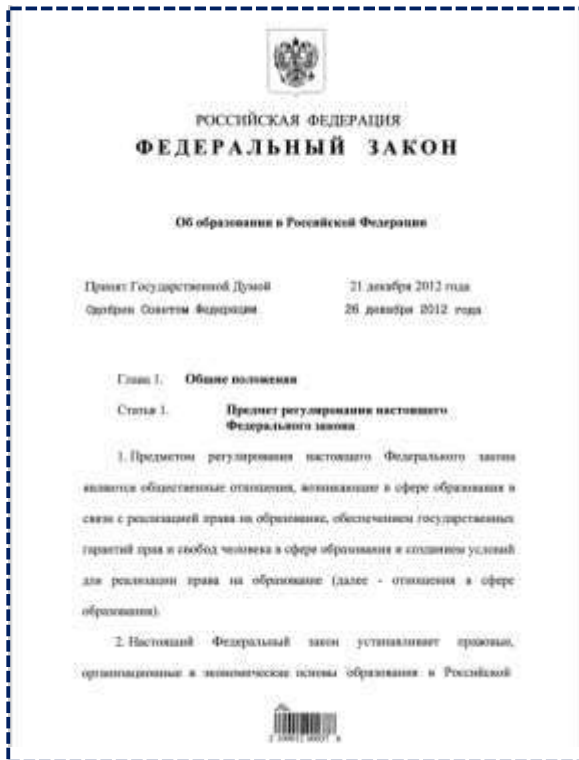 РОССИЙСКАЯ ФЕДЕРАЦИЯ
ФЕДЕРАЛЬНЫЙ ЗАКОН
Об образовании в Российской Федерации
Принят Государственной Думой 21 декабря 2012 года
Одобрен Советом Федерации 26 декабря 2012 года
Глава 1. Общие положения
Статья 1. Предмет регулирования настоящего
Федерального закона
1. Предметом регулирования настоящего Федерального закона
являются общественные отношения, возникающие в сфере образования в
связи с реализацией права на образование, обеспечением государственных
гарантий прав и свобод человека в сфере образования и созданием условий
для реализации права на образование (далее - отношения в сфере
образования).
2. Настоящий Федеральный закон устанавливает правовые,
организационные и экономические основы образования в Российской